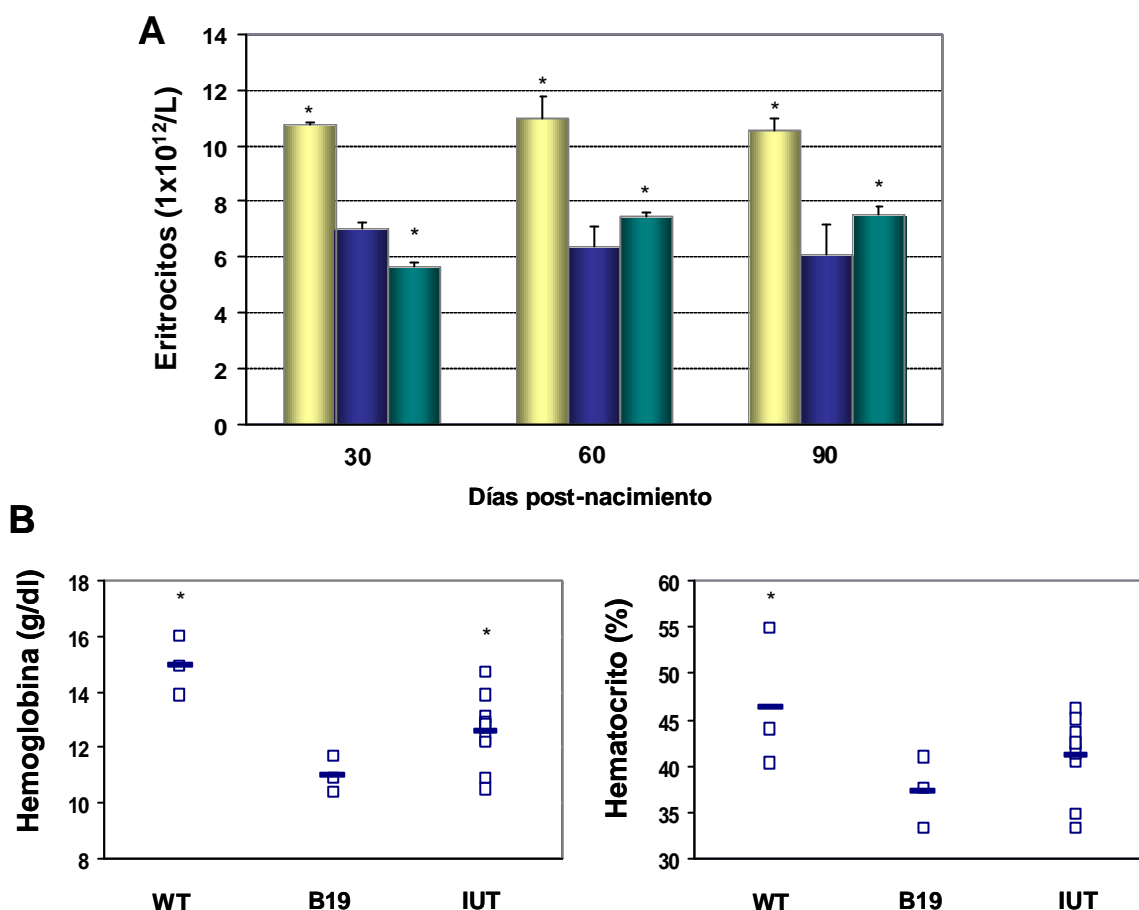 A
Eritrocitos (1x10¹²/L)
14
12
10
8
6
4
2
0
* * *
* * *
30 60 90
Días post-nacimiento
B
Hemoglobina (g/dl)
18
16
14
12
10
8
* *
WT B19 IUT
Hematocrito (%)
60
55
50
45
40
35
30
*
WT B19 IUT